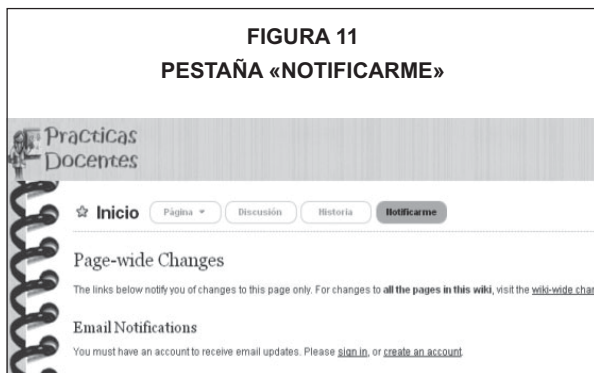 FIGURA 11
PESTAÑA «NOTIFICARME»
Practicas
Docentes
Inicio Página Discusión Historia Notificarme
Page-wide Changes
The links below notify you of changes to this page only. For changes to all the pages in this wiki, visit the wiki-wide
Email Notifications
You must have an account to receive email updates. Please sign in, or create an account